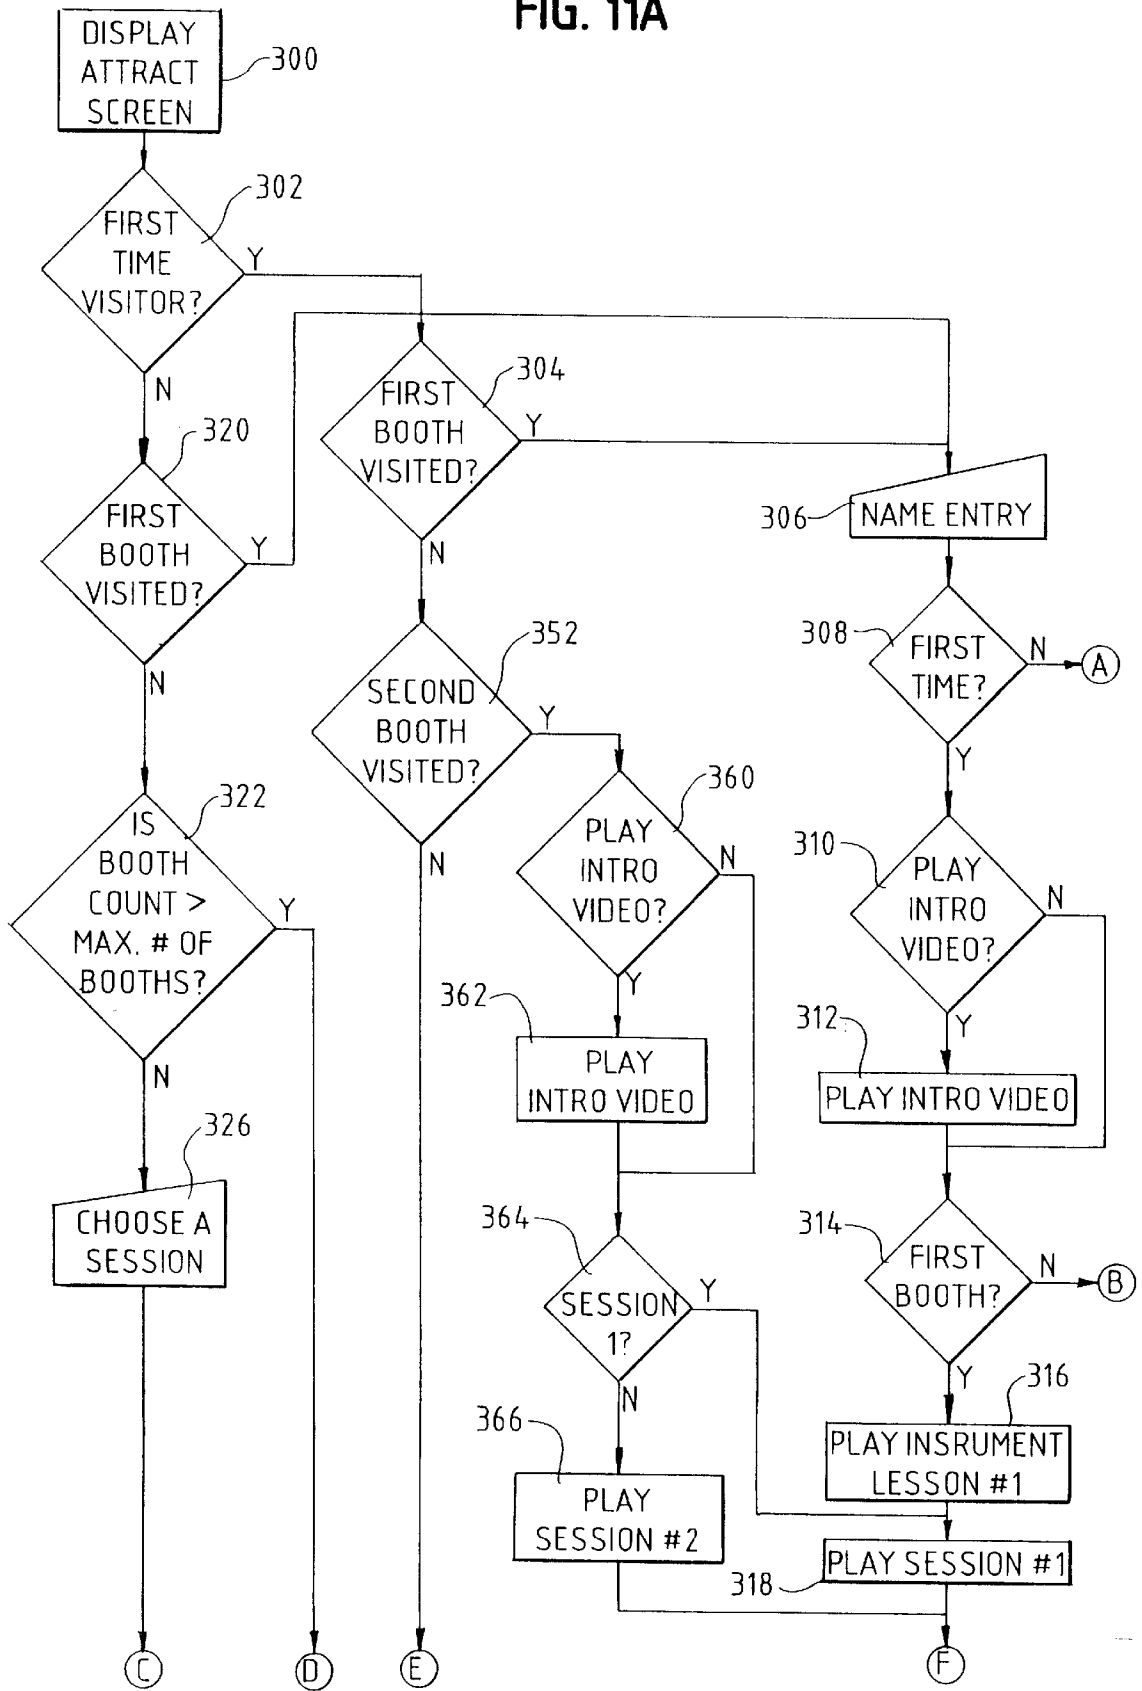 FIG. 11A
DISPLAY
ATTRACT
SCREEN
300
FIRST
TIME
VISITOR?
302
Y
N
FIRST
BOOTH
VISITED?
304
Y
N
320
FIRST
BOOTH
VISITED?
Y
N
306
NAME ENTRY
308
FIRST
TIME?
N
A
Y
352
SECOND
BOOTH
VISITED?
Y
N
322
IS
BOOTH
COUNT >
MAX. # OF
BOOTHS?
Y
N
360
PLAY
INTRO
VIDEO?
N
Y
310
PLAY
INTRO
VIDEO?
N
Y
362
PLAY
INTRO VIDEO
312
PLAY INTRO VIDEO
326
CHOOSE A
SESSION
364
SESSION
1?
Y
N
314
FIRST
BOOTH?
N
B
Y
316
PLAY INSRUMENT
LESSON #1
366
PLAY
SESSION #2
318
PLAY SESSION #1
C
D
E
F